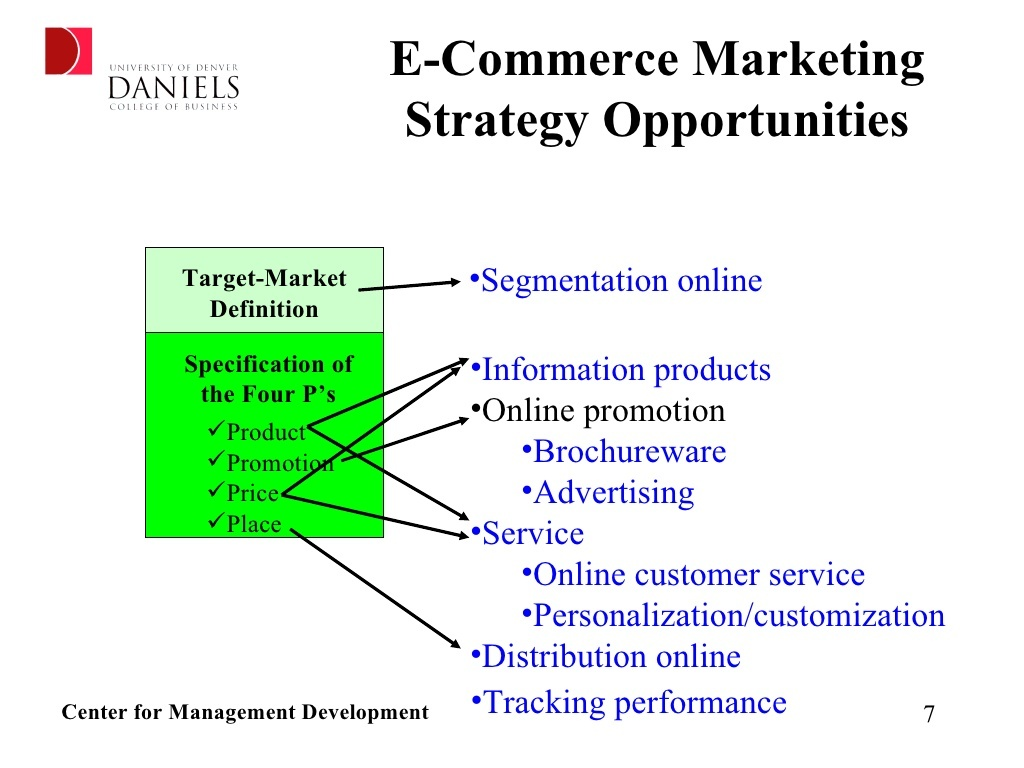 UNIVERSITY OF DENVER
DANIELS
COLLEGE OF BUSINESS
E-Commerce Marketing
Strategy Opportunities
Target-Market
Definition
Specification of
the Four P’s
✓Product
✓Promotion
✓Price
✓Place
•Segmentation online
•Information products
•Online promotion
•Brochureware
•Advertising
•Service
•Online customer service
•Personalization/customization
•Distribution online
•Tracking performance
Center for Management Development
7